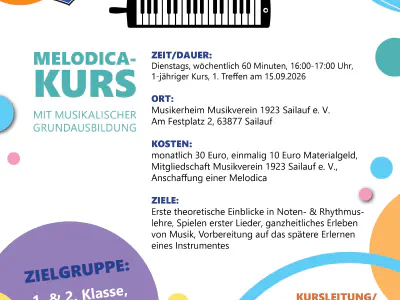 MELODICA-
KURS
MIT MUSIKALISCHER
GRUNDAUSBILDUNG
ZEIT/DAUER:
Dienstags, wöchentlich 60 Minuten, 16:00-17:00 Uhr,
1-jähriger Kurs, 1. Treffen am 15.09.2026
ORT:
Musikerheim Musikverein 1923 Sailauf e. V.
Am Festplatz 2, 63877 Sailauf
KOSTEN:
monatlich 30 Euro, einmalig 10 Euro Materialgeld,
Mitgliedschaft Musikverein 1923 Sailauf e. V.,
Anschaffung einer Melodica
ZIELE:
Erste theoretische Einblicke in Noten- & Rhythmus-
lehre, Spielen erster Lieder, ganzheitliches Erleben
von Musik, Vorbereitung auf das spätere Erlernen
eines Instrumentes
ZIELGRUPPE:
1. & 2. Klasse,
KURSLEITUNG/